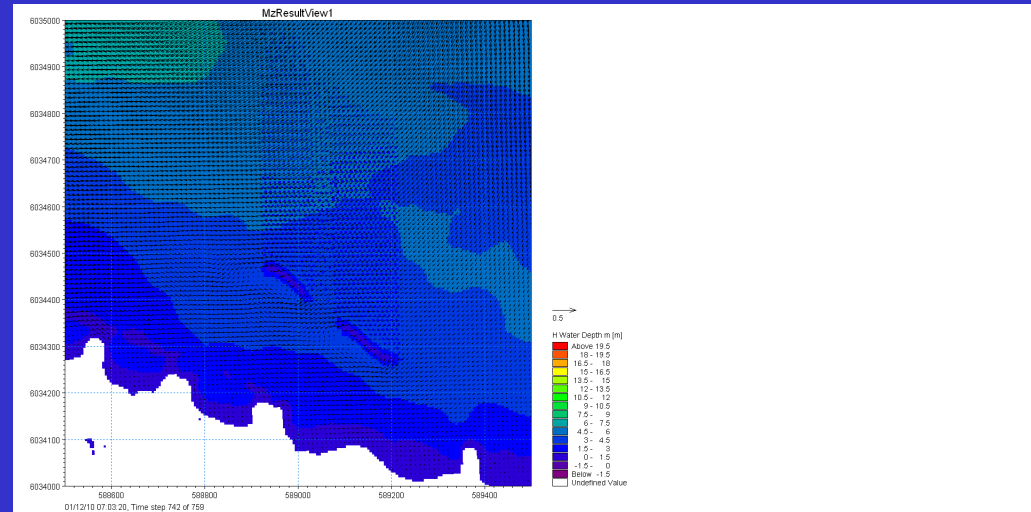 MzResultView1
6035000
6034900
6034800
6034700
6034600
6034500
6034400
6034300
6034200
6034100
6034000
588600 588800 589000 589200 589400
01/12/10 07:03:20, Time step 742 of 759
0.5
H Water Depth m [m]
Above 19.5
18 - 19.5
16.5 - 18
15 - 16.5
13.5 - 15
12 - 13.5
10.5 - 12
9 - 10.5
7.5 - 9
6 - 7.5
4.5 - 6
3 - 4.5
1.5 - 3
0 - 1.5
-1.5 - 0
Below -1.5
Undefined Value